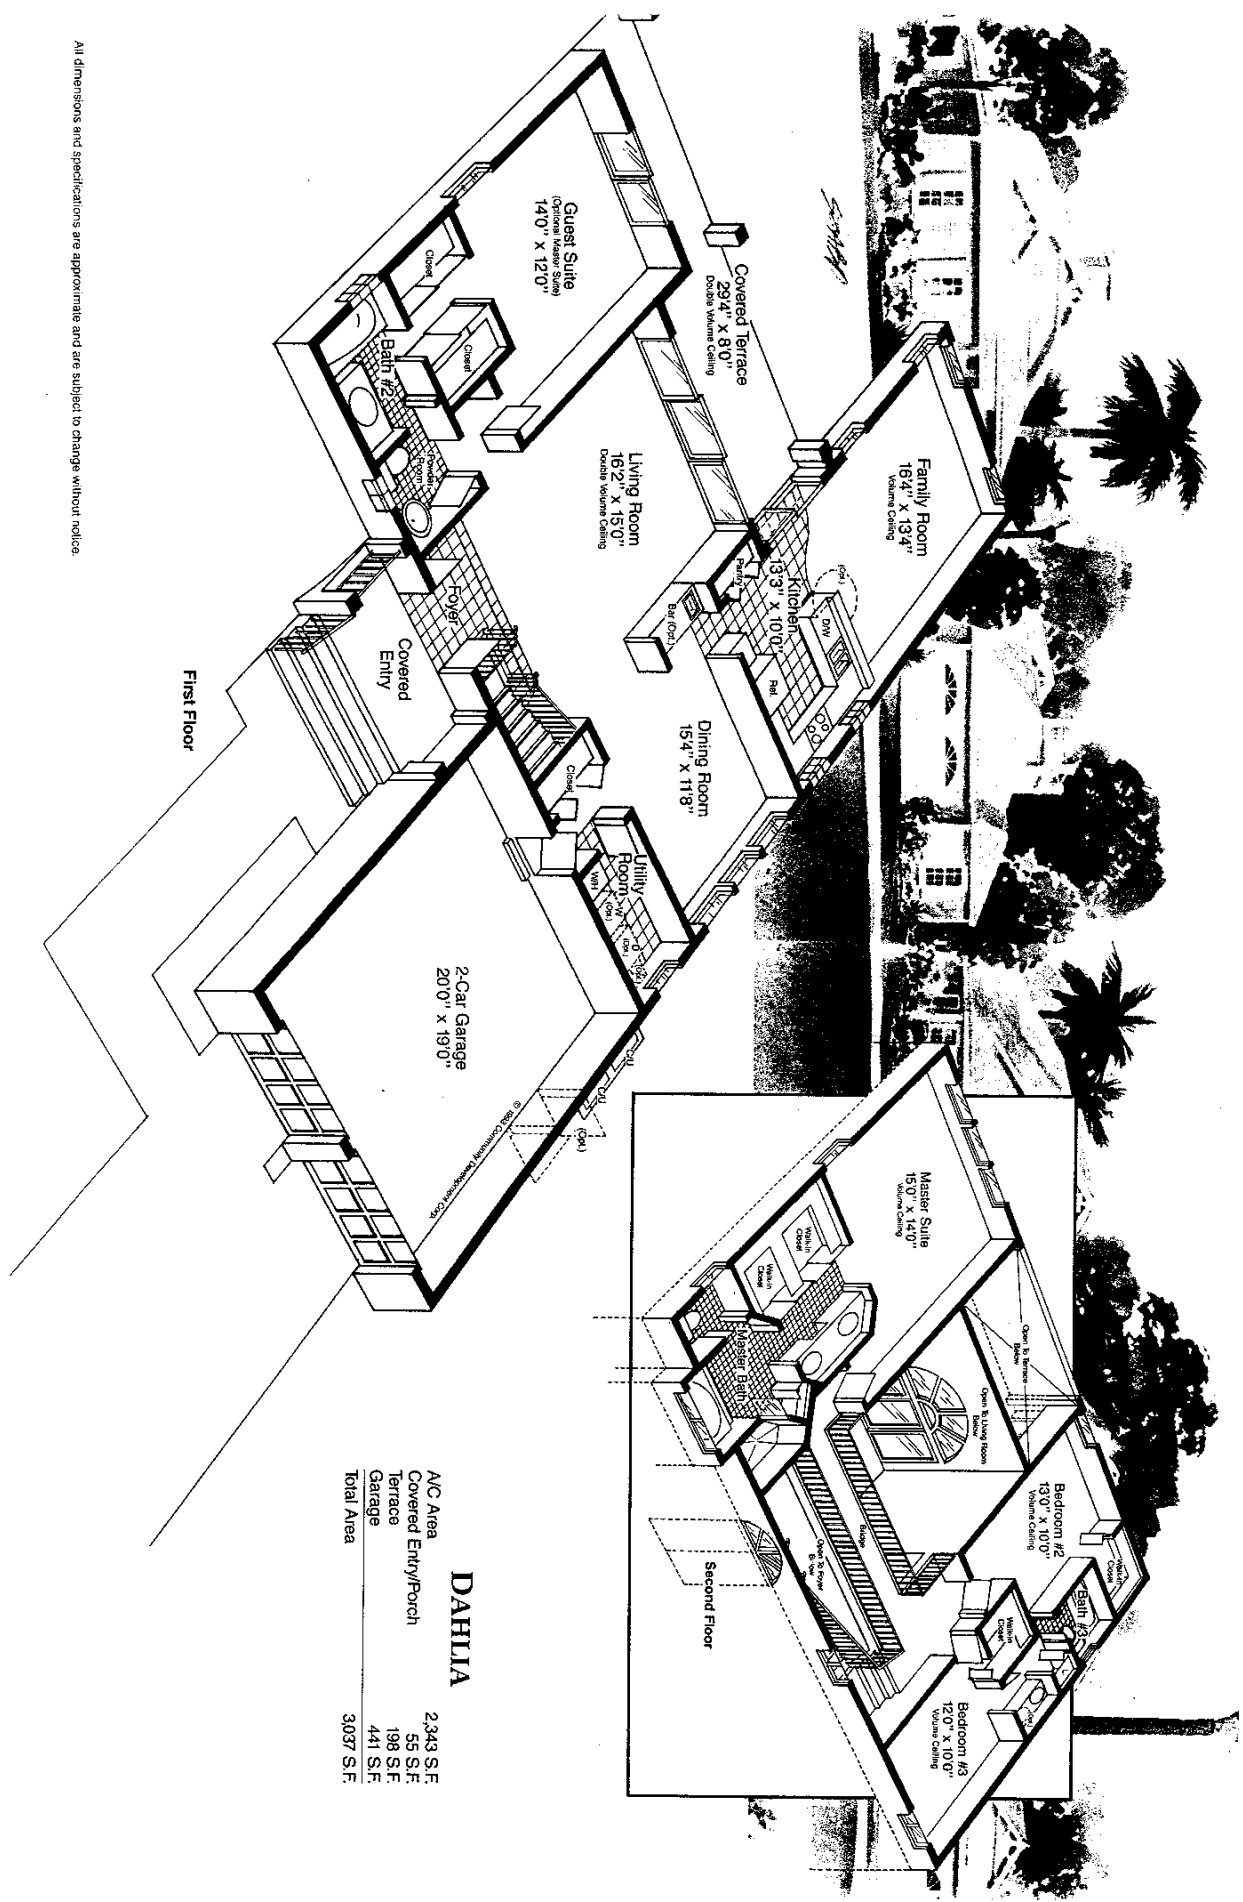 Covered Terrace
29'4" x 8'0"
Double Volume Ceiling
Family Room
16'4" x 13'4"
Volume Ceiling
Guest Suite
(Optional Master Suite)
14'0" x 12'0"
Closet
Closet
Bath #2
Powder
Room
Living Room
16'2" x 15'0"
Double Volume Ceiling
Kitchen
13'3" x 10'0"
Pantry
(Opt.)
D/W
Ref.
Bar (Opt.)
Foyer
Covered
Entry
Dining Room
15'4" x 11'8"
Closet
Utility
Room
W/H
W
(Opt.)
D
(Opt.)
2-Car Garage
20'0" x 19'0"
C/U
C/U
(Opt.)
© 1993 Community Development Corp.
First Floor
All dimensions and specifications are approximate and are subject to change without notice.
Master Suite
15'0" x 14'0"
Volume Ceiling
Walk-in
Closet
Walk-in
Closet
Master Bath
Open To Terrace
Below
Open To Living Room
Below
Bridge
Open To Foyer
Below
Bedroom #2
13'0" x 10'0"
Volume Ceiling
Walk-in
Closet
Bath #3
Walk-in
Closet
(Opt.)
Bedroom #3
12'0" x 10'0"
Volume Ceiling
Second Floor
DAHLIA
A/C Area 2,343 S.F.
Covered Entry/Porch 55 S.F.
Terrace 198 S.F.
Garage 441 S.F.
Total Area 3,037 S.F.